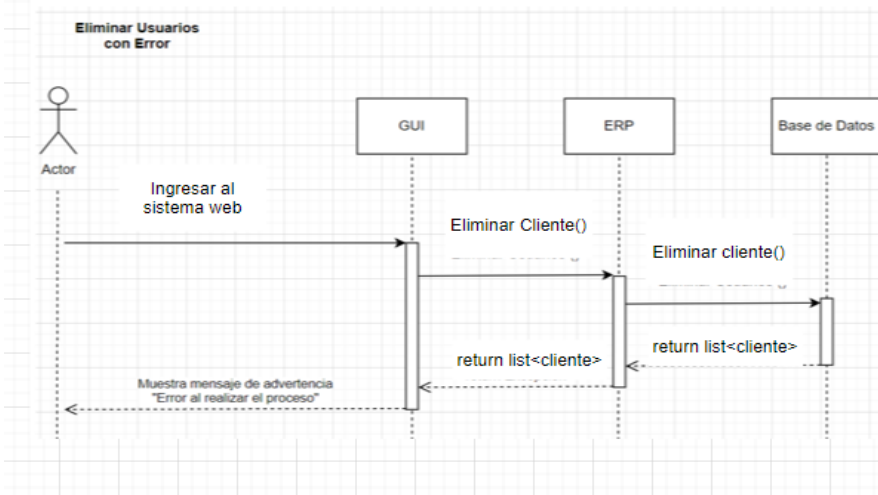 Eliminar Usuarios
con Error
GUI
ERP
Base de Datos
Actor
Ingresar al
sistema web
Eliminar Cliente()
Eliminar cliente()
return list<cliente>
return list<cliente>
Muestra mensaje de advertencia
"Error al realizar el proceso"